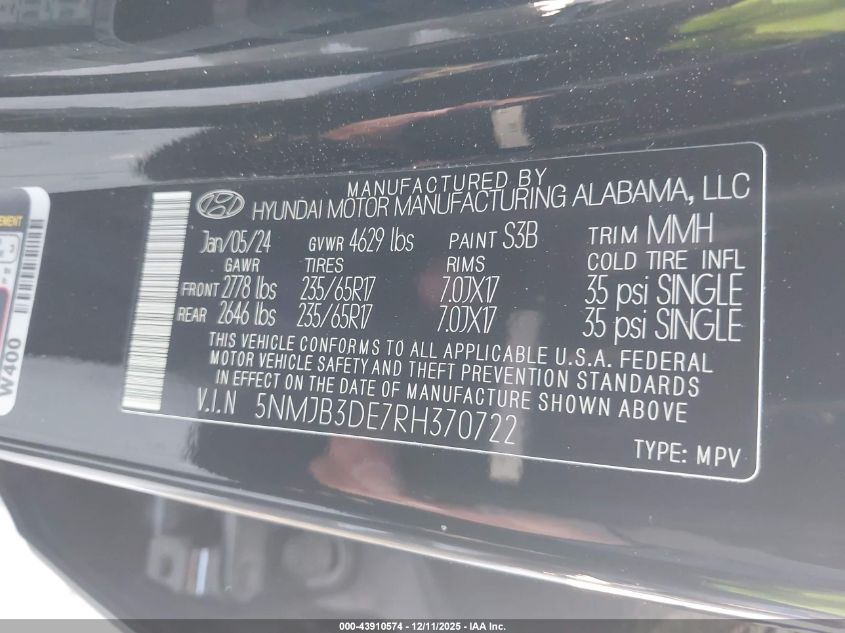 MANUFACTURED BY
HYUNDAI MOTOR MANUFACTURING ALABAMA, LLC
Jan/05/24 GVWR 4629 lbs PAINT S3B TRIM MMH
GAWR TIRES RIMS COLD TIRE INFL
FRONT 2778 lbs 235/65R17 7.0JX17 35 psi SINGLE
REAR 2646 lbs 235/65R17 7.0JX17 35 psi SINGLE
THIS VEHICLE CONFORMS TO ALL APPLICABLE U.S.A. FEDERAL
MOTOR VEHICLE SAFETY AND THEFT PREVENTION STANDARDS
IN EFFECT ON THE DATE OF MANUFACTURE SHOWN ABOVE
V.I.N 5NMJB3DE7RH370722
TYPE: MPV
W400
000-43910574 - 12/11/2025 - IAA Inc.